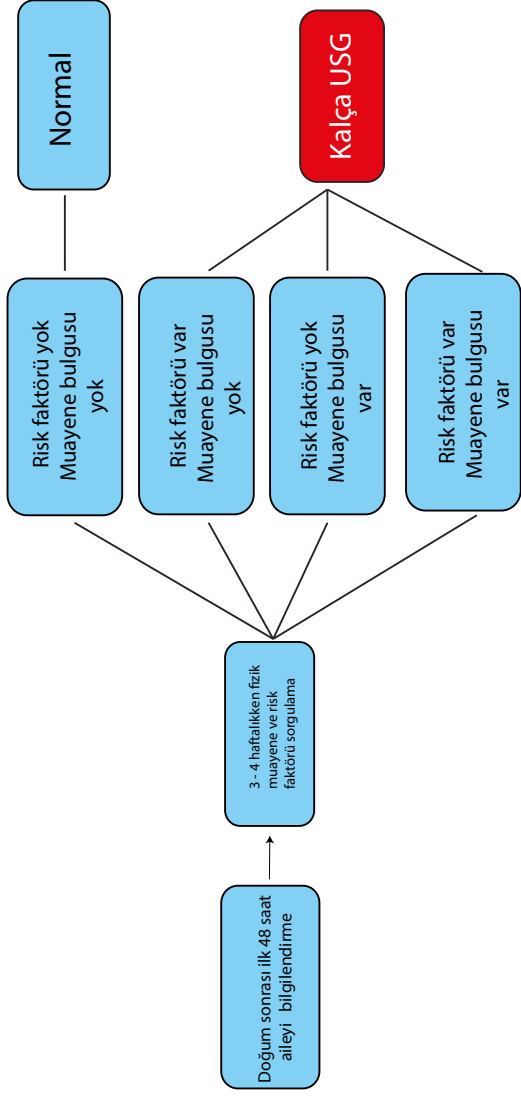 Doğum sonrası ilk 48 saat
aileyi bilgilendirme
3 - 4 haftalıkken fizik
muayene ve risk
faktörü sorgulama
Risk faktörü yok
Muayene bulgusu
yok
Risk faktörü var
Muayene bulgusu
yok
Risk faktörü yok
Muayene bulgusu
var
Risk faktörü var
Muayene bulgusu
var
Normal
Kalça USG